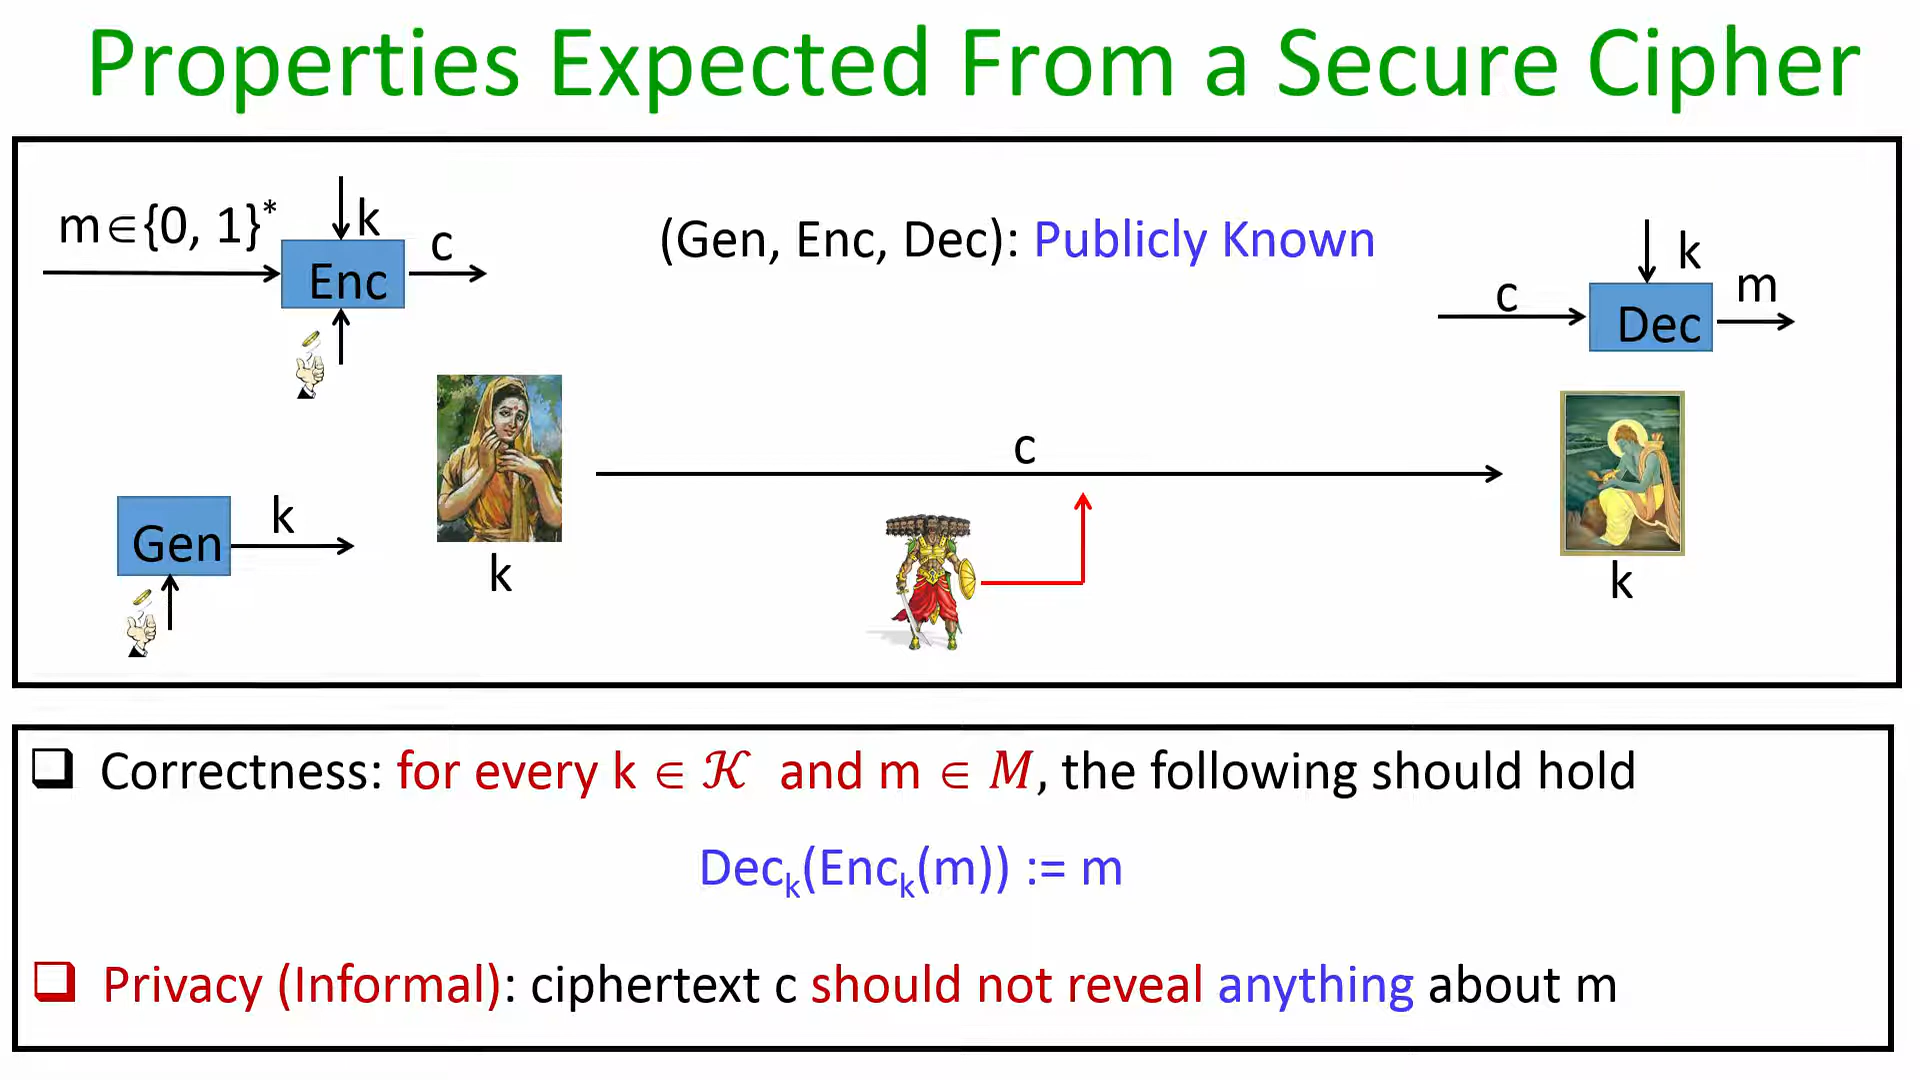 Properties Expected From a Secure Cipher
m∈{0, 1}*
k
c
Enc
(Gen, Enc, Dec): Publicly Known
k
c
m
Dec
c
Gen
k
k
k
❑ Correctness: for every k ∈ 𝒦 and m ∈ ℳ, the following should hold
Decₖ(Encₖ(m)) := m
❑ Privacy (Informal): ciphertext c should not reveal anything about m